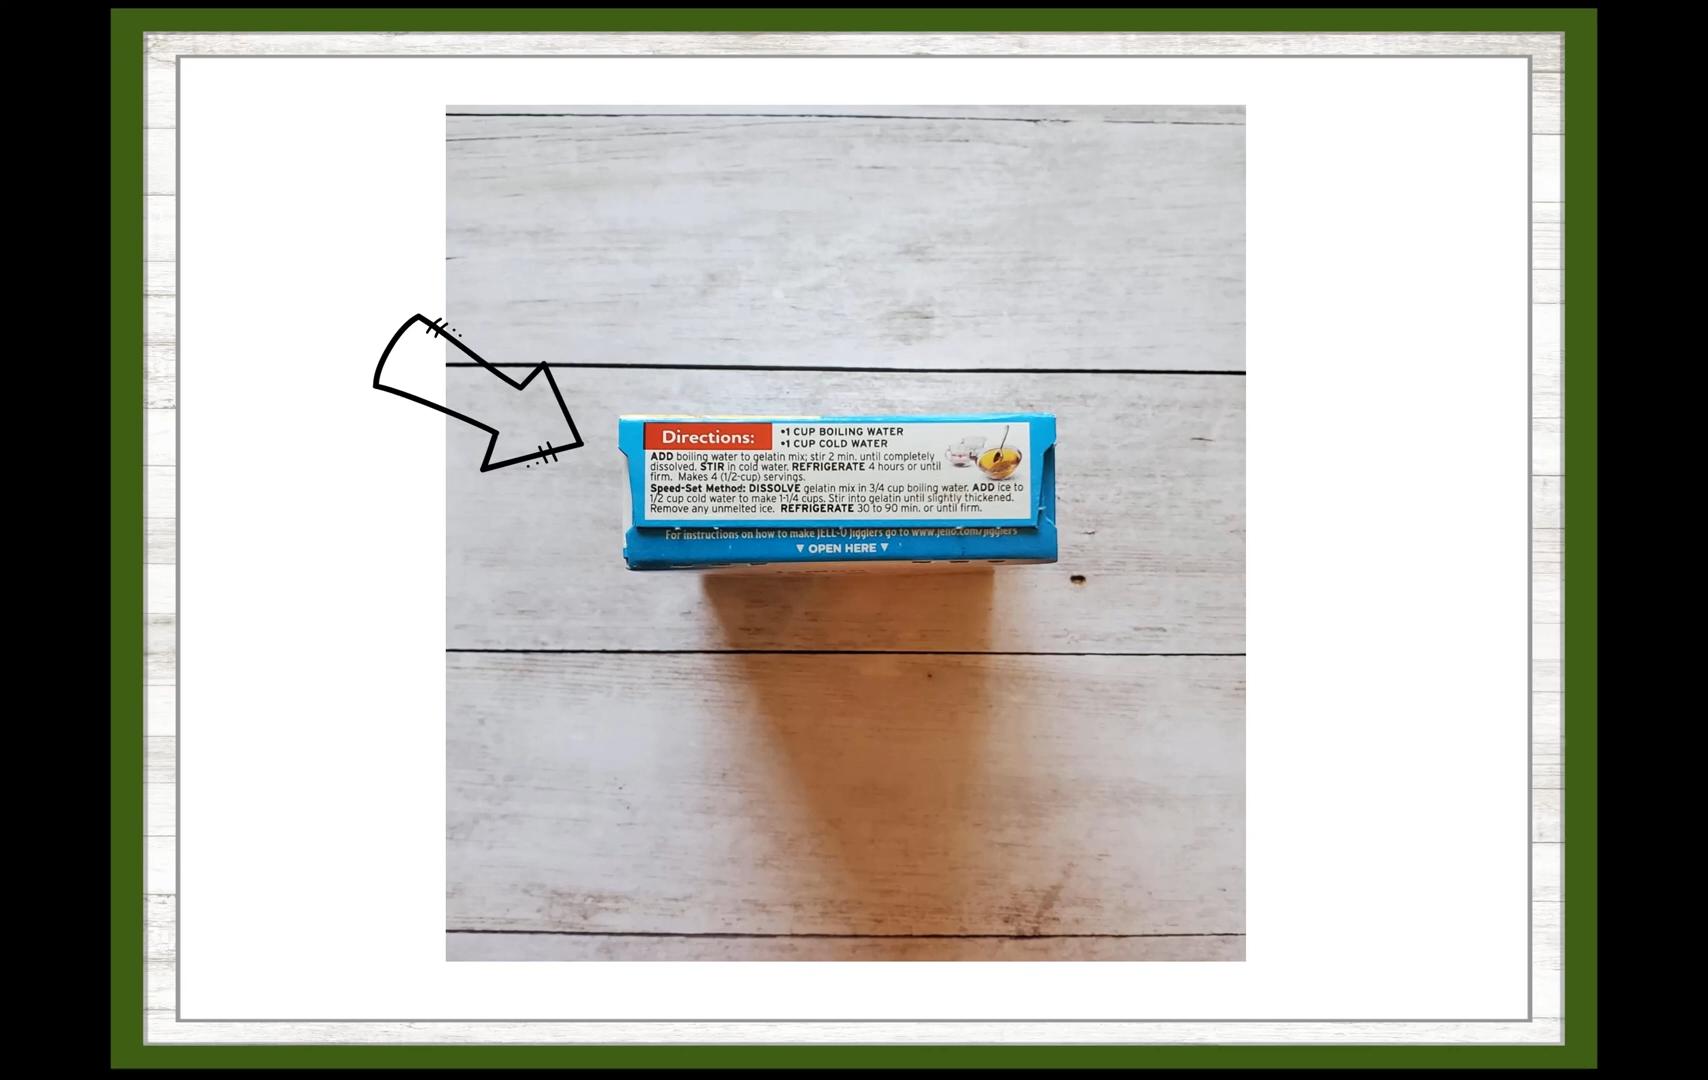 Directions:
•1 CUP BOILING WATER
•1 CUP COLD WATER
ADD boiling water to gelatin mix; stir 2 min. until completely
dissolved. STIR in cold water. REFRIGERATE 4 hours or until
firm. Makes 4 (1/2-cup) servings.
Speed-Set Method: DISSOLVE gelatin mix in 3/4 cup boiling water. ADD ice to
1/2 cup cold water to make 1-1/4 cups. Stir into gelatin until slightly thickened.
Remove any unmelted ice. REFRIGERATE 30 to 90 min. or until firm.
For instructions on how to make JELL-O Jigglers go to www.jello.com/jigglers
▼ OPEN HERE ▼